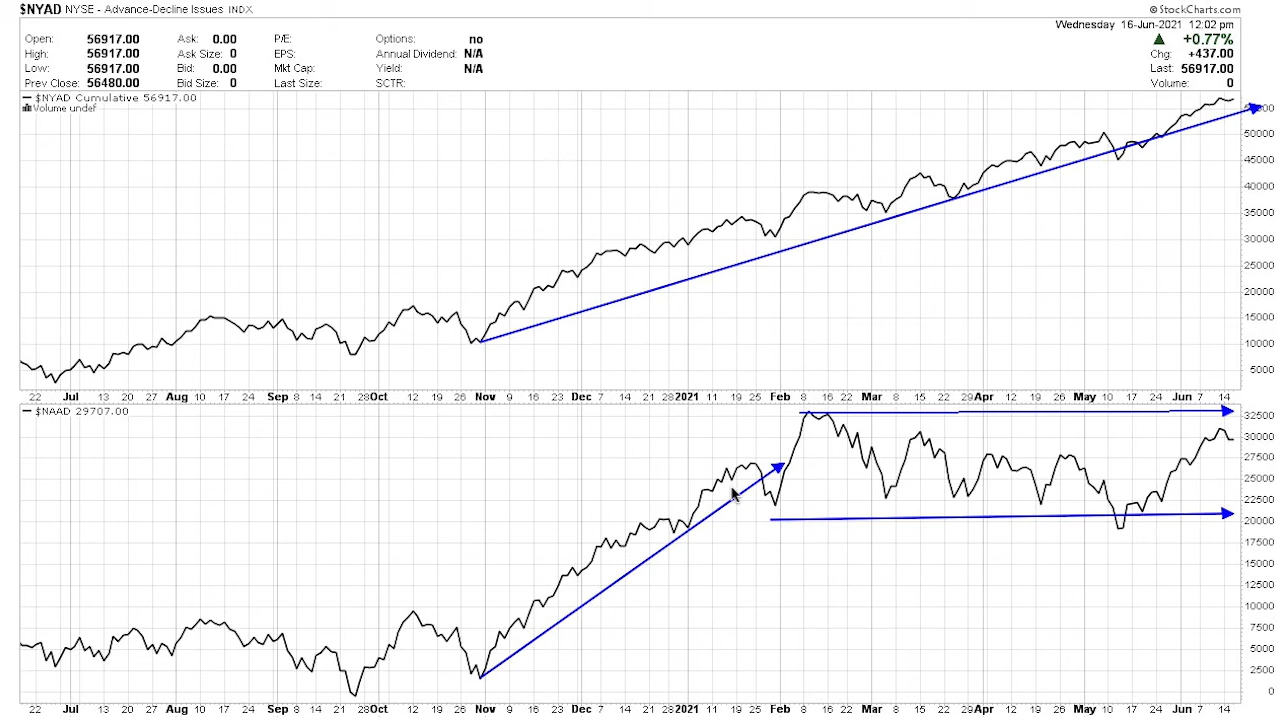 $NYAD NYSE - Advance-Decline Issues INDX © StockCharts.com
Wednesday 16-Jun-2021 12:02 pm
Open: 56917.00 Ask: 0.00 P/E: Options: no +0.77%
High: 56917.00 Ask Size: 0 EPS: Annual Dividend: N/A Chg: +437.00
Low: 56917.00 Bid: 0.00 Mkt Cap: Yield: N/A Last: 56917.00
Prev Close: 56480.00 Bid Size: 0 Last Size: SCTR: Volume: 0
$NYAD Cumulative 56917.00
Volume undef
50000
45000
40000
35000
30000
25000
20000
15000
10000
5000
22 Jul 13 20 27 Aug 10 17 24 Sep 8 14 21 28 Oct 12 19 26 Nov 9 16 23 Dec 7 14 21 28 2021 11 19 25 Feb 8 16 22 Mar 8 15 22 29 Apr 12 19 26 May 10 17 24 Jun 7 14
$NAAD 29707.00
32500
30000
27500
25000
22500
20000
17500
15000
12500
10000
7500
5000
2500
0
22 Jul 13 20 27 Aug 10 17 24 Sep 8 14 21 28 Oct 12 19 26 Nov 9 16 23 Dec 7 14 21 28 2021 11 19 25 Feb 8 16 22 Mar 8 15 22 29 Apr 12 19 26 May 10 17 24 Jun 7 14